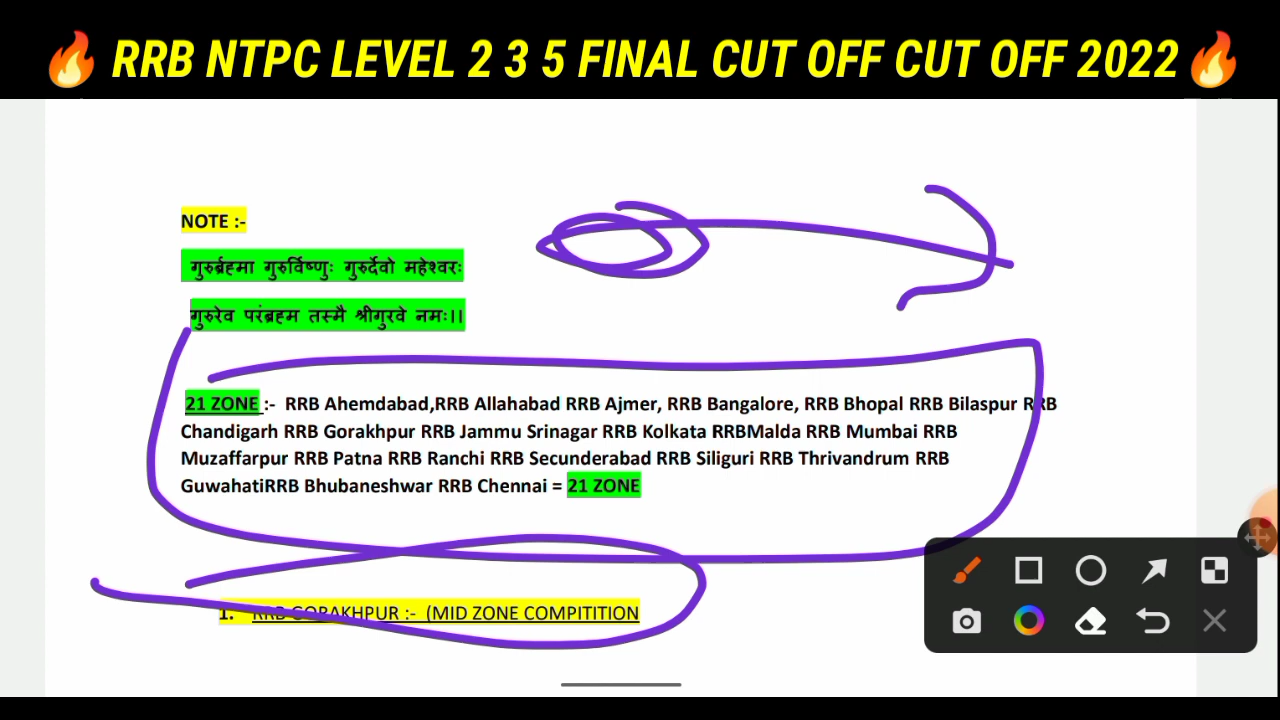 🔥 RRB NTPC LEVEL 2 3 5 FINAL CUT OFF CUT OFF 2022🔥
NOTE :-
गुरुर्ब्रह्मा गुरुर्विष्णुः गुरुर्देवो महेश्वरः
गुरुरेव परंब्रह्म तस्मै श्रीगुरवे नमः।।
21 ZONE :- RRB Ahemdabad,RRB Allahabad RRB Ajmer, RRB Bangalore, RRB Bhopal RRB Bilaspur RRB
Chandigarh RRB Gorakhpur RRB Jammu Srinagar RRB Kolkata RRBMalda RRB Mumbai RRB
Muzaffarpur RRB Patna RRB Ranchi RRB Secunderabad RRB Siliguri RRB Thrivandrum RRB
GuwahatiRRB Bhubaneshwar RRB Chennai = 21 ZONE
1. RRB GORAKHPUR :- (MID ZONE COMPITITION